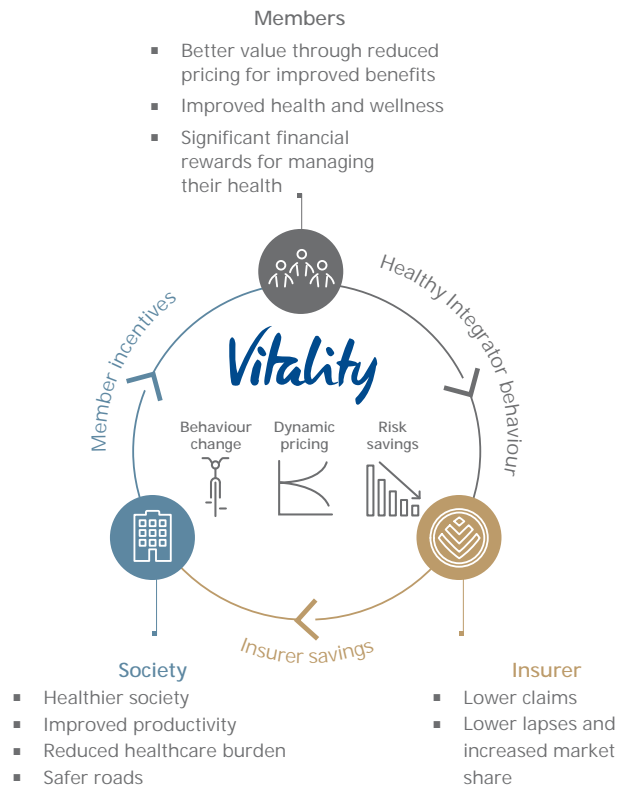 Members
▪ Better value through reduced
pricing for improved benefits
▪ Improved health and wellness
▪ Significant financial
rewards for managing
their health
Member incentives
Healthy Integrator behaviour
Vitality
Behaviour
change
Dynamic
pricing
Risk
savings
Insurer savings
Society
▪ Healthier society
▪ Improved productivity
▪ Reduced healthcare burden
▪ Safer roads
Insurer
▪ Lower claims
▪ Lower lapses and
increased market
share